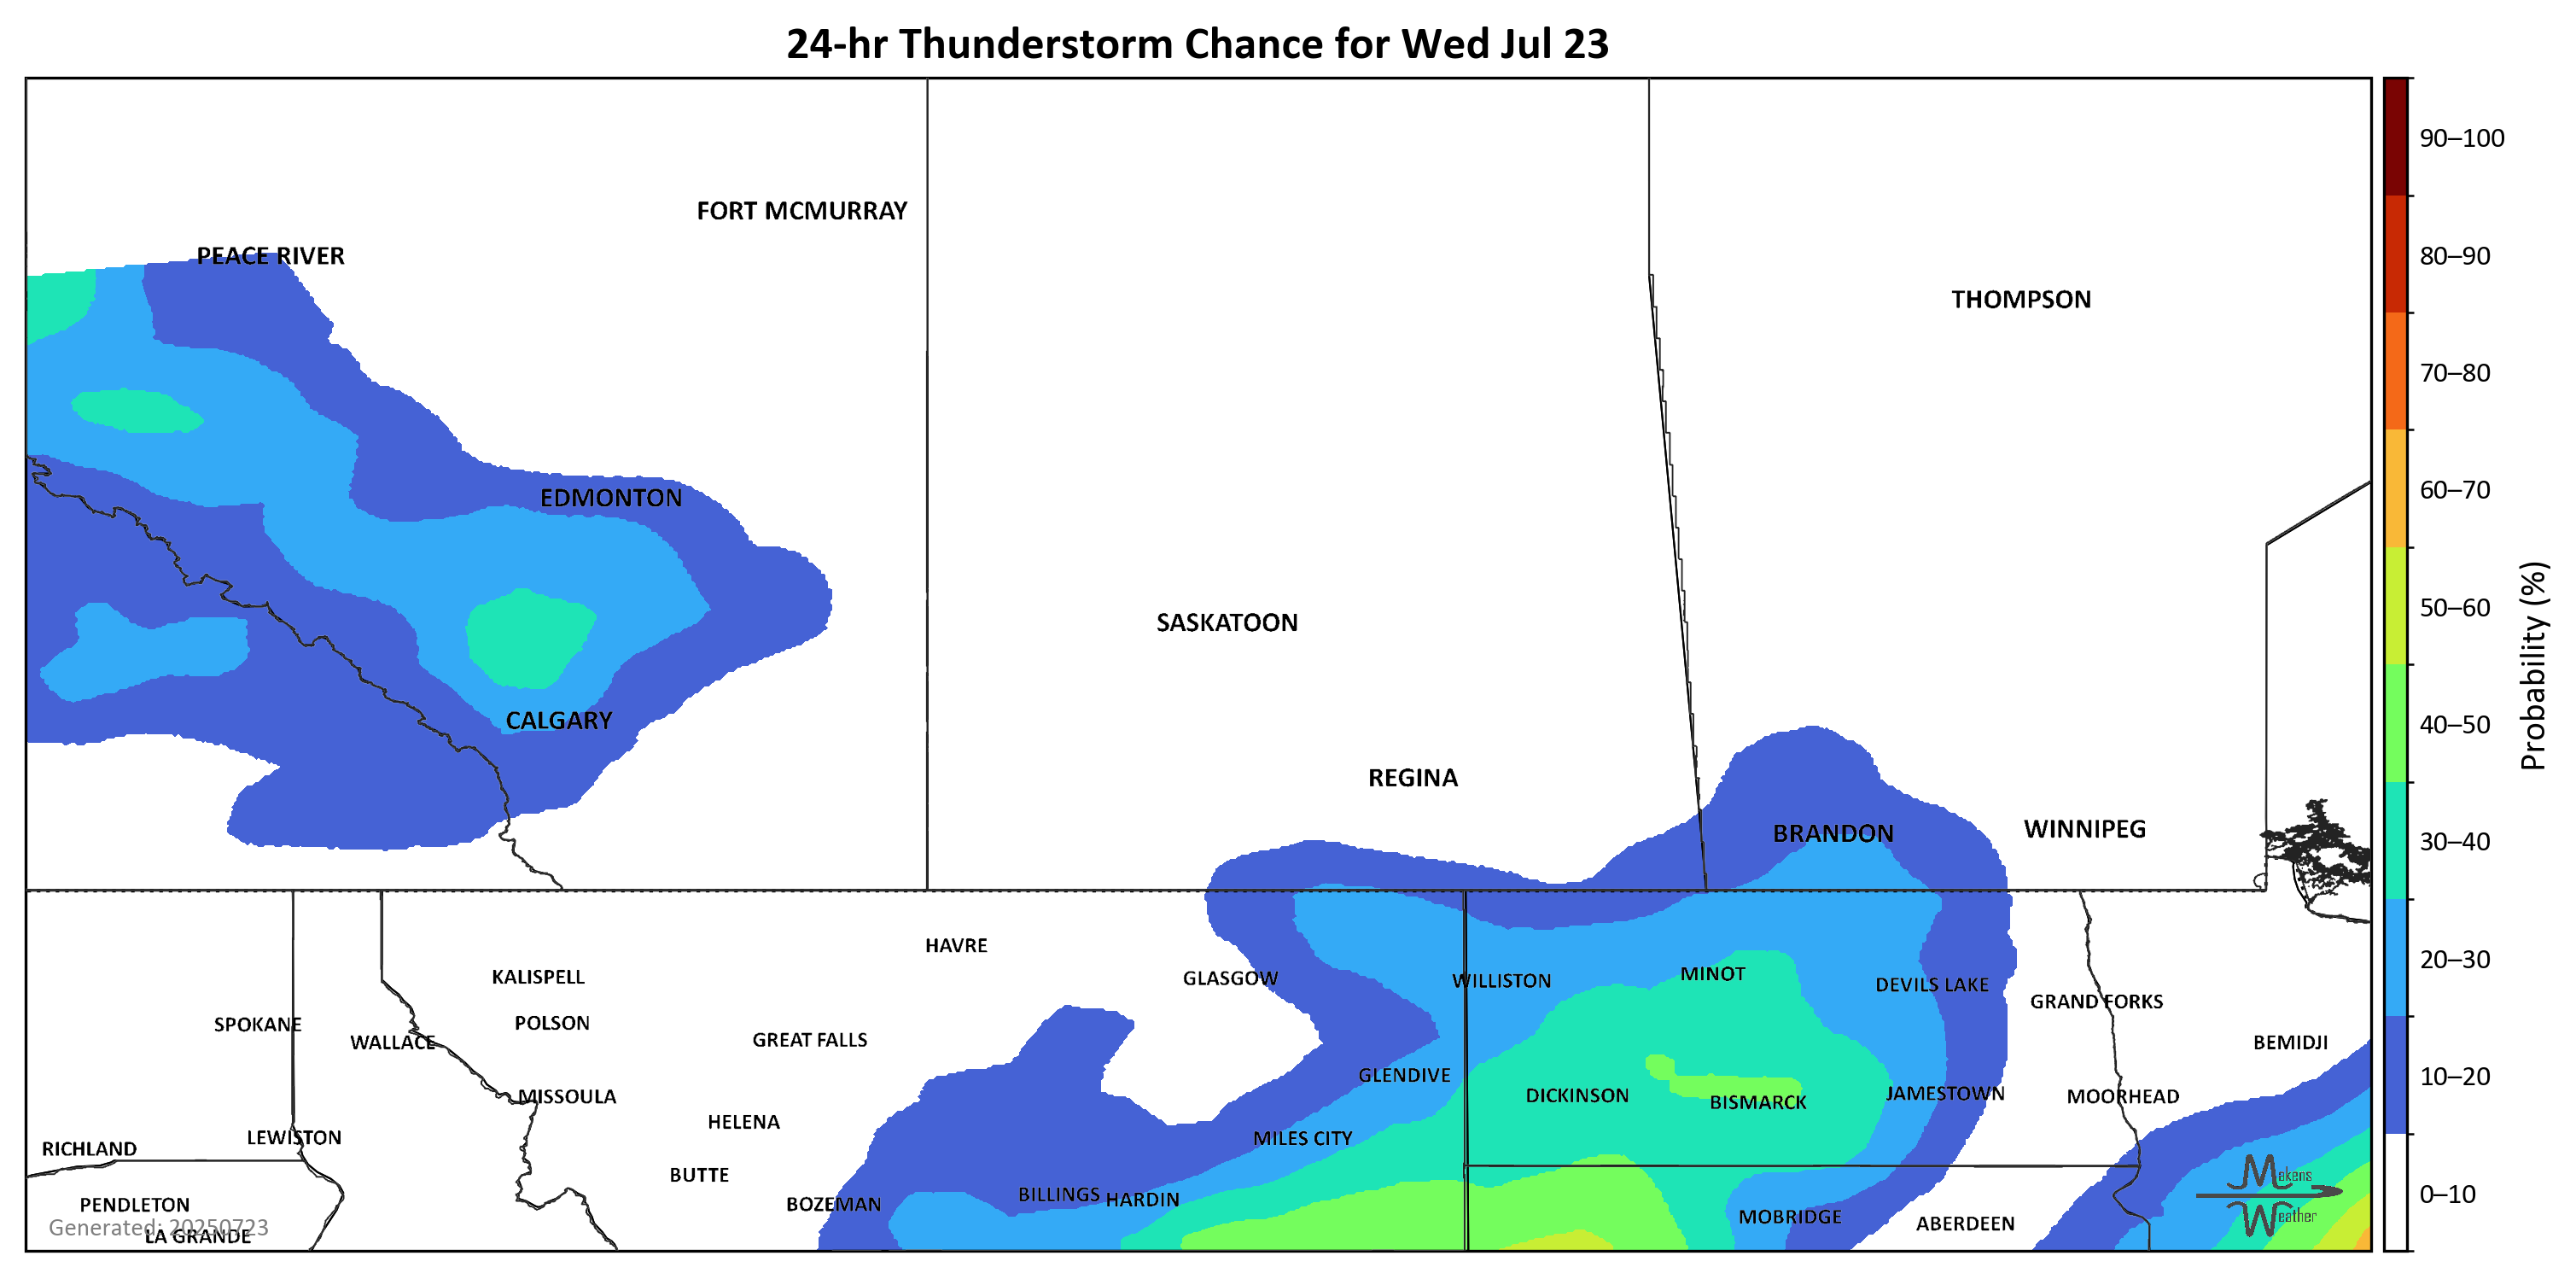 24-hr Thunderstorm Chance for Wed Jul 23
FORT MCMURRAY
PEACE RIVER
THOMPSON
EDMONTON
SASKATOON
CALGARY
REGINA
BRANDON
WINNIPEG
HAVRE
KALISPELL
GLASGOW
WILLISTON
MINOT
DEVILS LAKE
GRAND FORKS
SPOKANE
POLSON
WALLACE
GREAT FALLS
BEMIDJI
GLENDIVE
MISSOULA
DICKINSON
BISMARCK
JAMESTOWN
MOORHEAD
HELENA
LEWISTON
MILES CITY
RICHLAND
BUTTE
BILLINGS
HARDIN
PENDLETON
BOZEMAN
MOBRIDGE
ABERDEEN
Generated: 20250723
LA GRANDE
Makens
Weather
90–100
80–90
70–80
60–70
50–60
40–50
30–40
20–30
10–20
0–10
Probability (%)